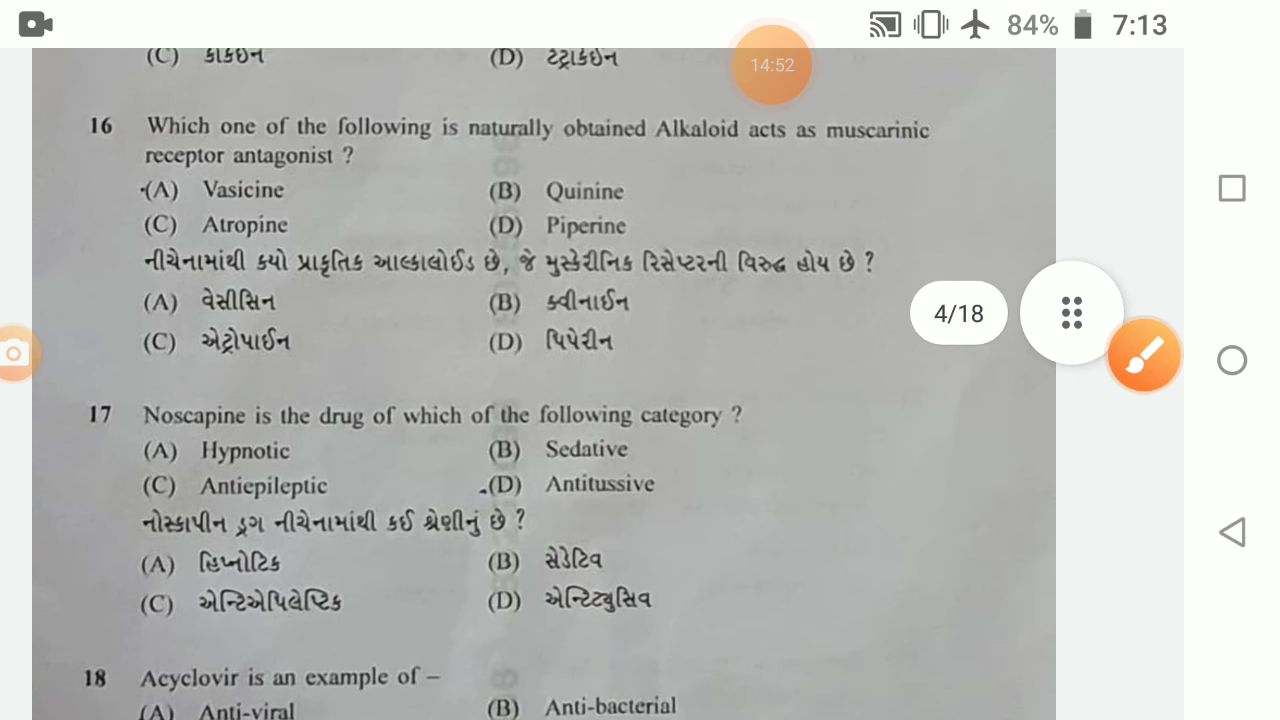 84% 7:13
(C) કોકેઇન (D) ટેટ્રાકેઇન
14:52
16 Which one of the following is naturally obtained Alkaloid acts as muscarinic
receptor antagonist ?
(A) Vasicine (B) Quinine
(C) Atropine (D) Piperine
નીચેનામાંથી કયો પ્રાકૃતિક આલ્કાલોઈડ છે, જે મુસ્કેરીનિક રિસેપ્ટરની વિરુદ્ધ હોય છે ?
(A) વેસીસિન (B) ક્વીનાઈન
(C) એટ્રોપાઈન (D) પિપેરીન
4/18
17 Noscapine is the drug of which of the following category ?
(A) Hypnotic (B) Sedative
(C) Antiepileptic (D) Antitussive
નોસ્કાપીન ડ્રગ નીચેનામાંથી કઈ શ્રેણીનું છે ?
(A) હિપ્નોટિક (B) સેડેટિવ
(C) એન્ટિએપિલેપ્ટિક (D) એન્ટિટ્યુસિવ
18 Acyclovir is an example of –
(A) Anti-viral (B) Anti-bacterial